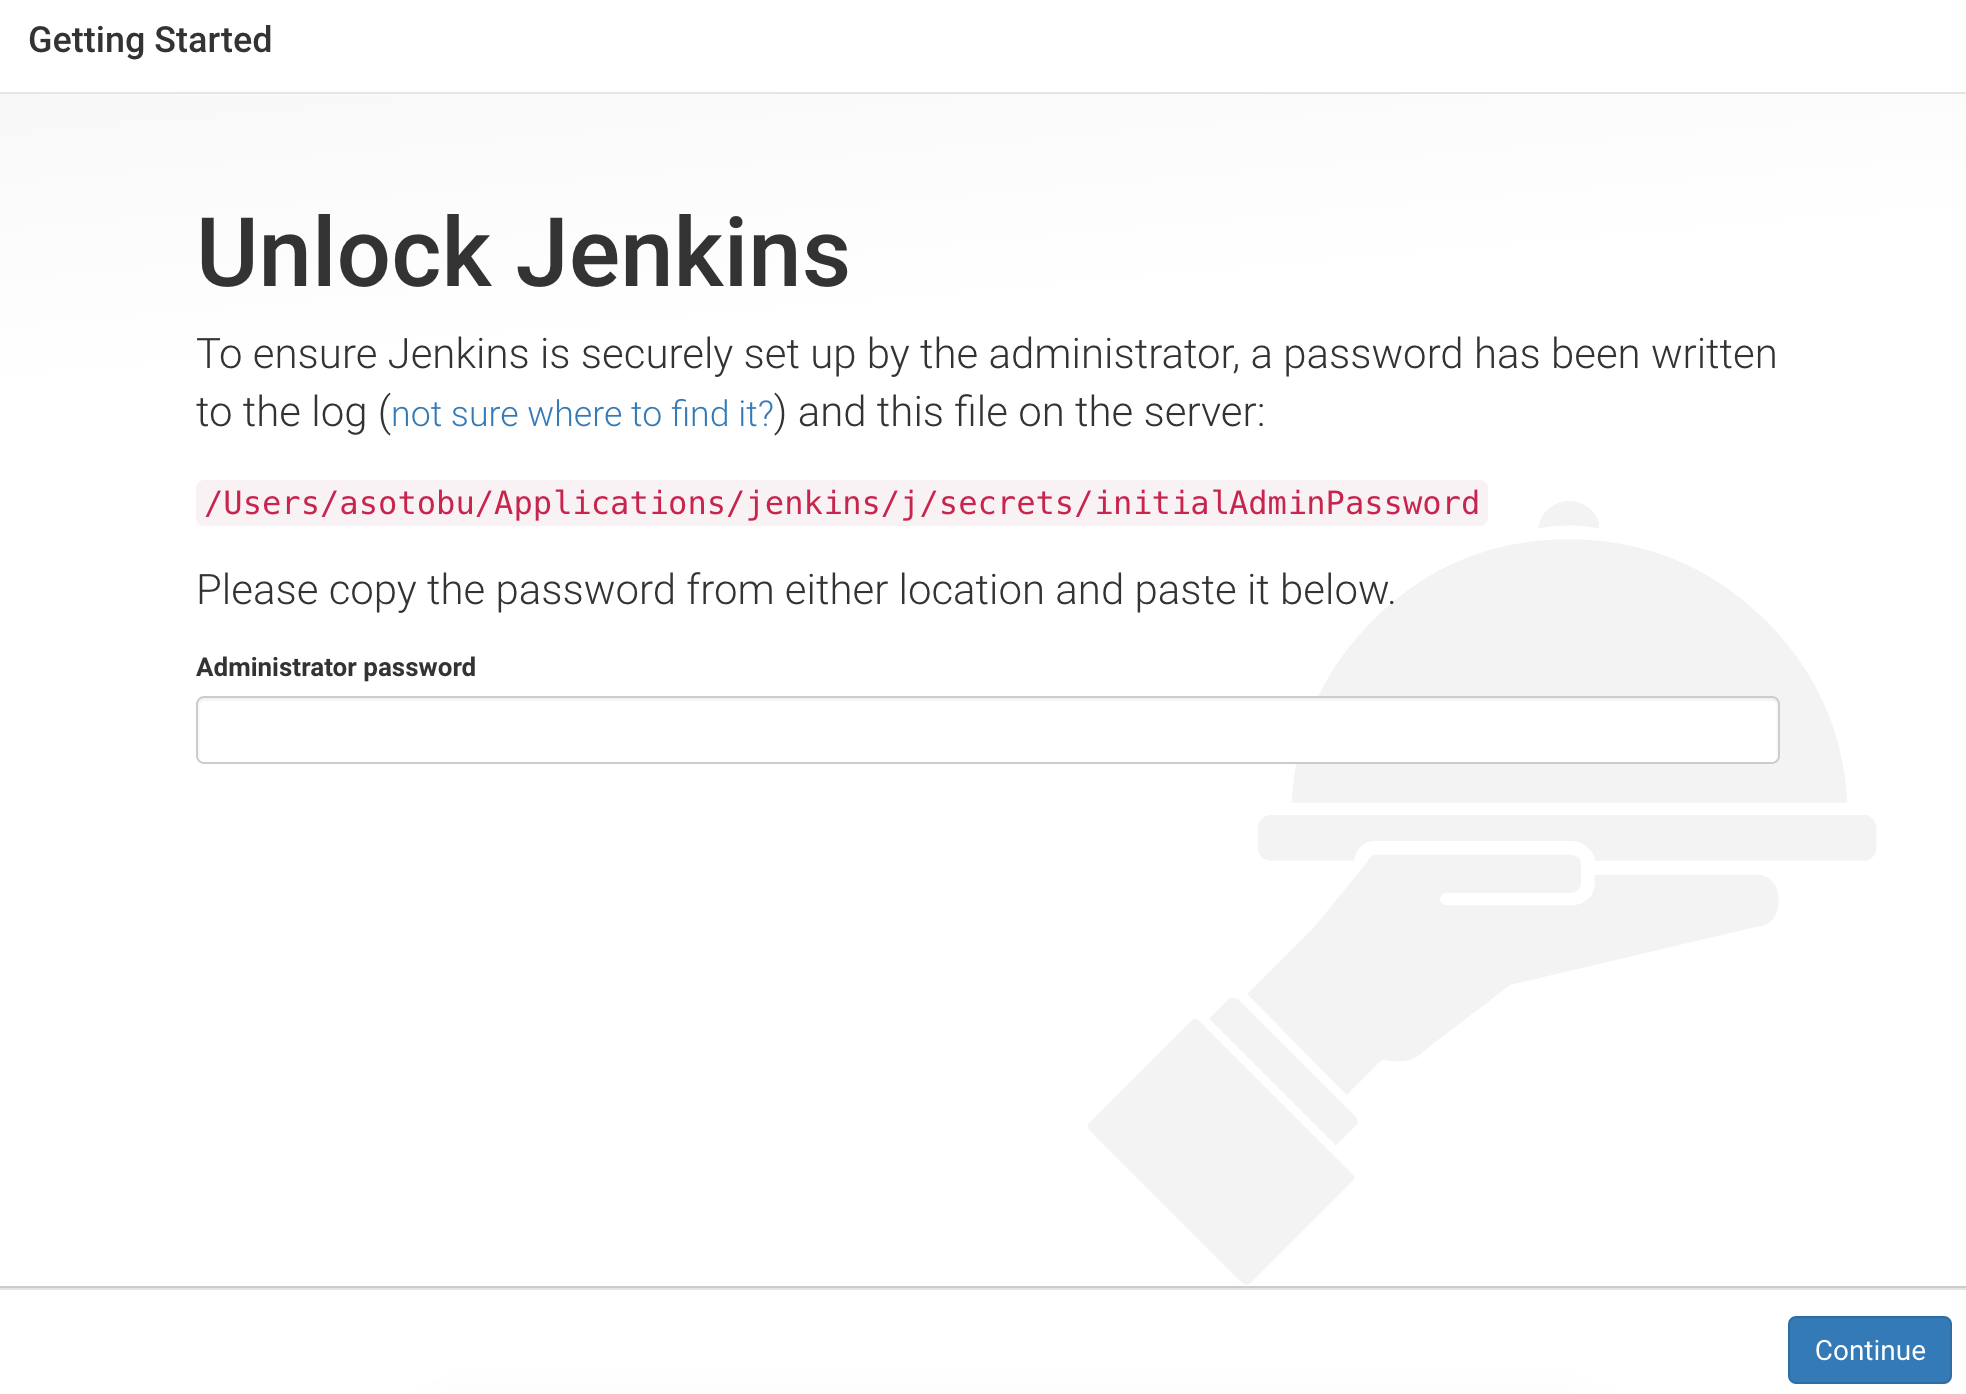 Getting Started
Unlock Jenkins
To ensure Jenkins is securely set up by the administrator, a password has been written
to the log (not sure where to find it?) and this file on the server:
/Users/asotobu/Applications/jenkins/j/secrets/initialAdminPassword
Please copy the password from either location and paste it below.
Administrator password
Continue